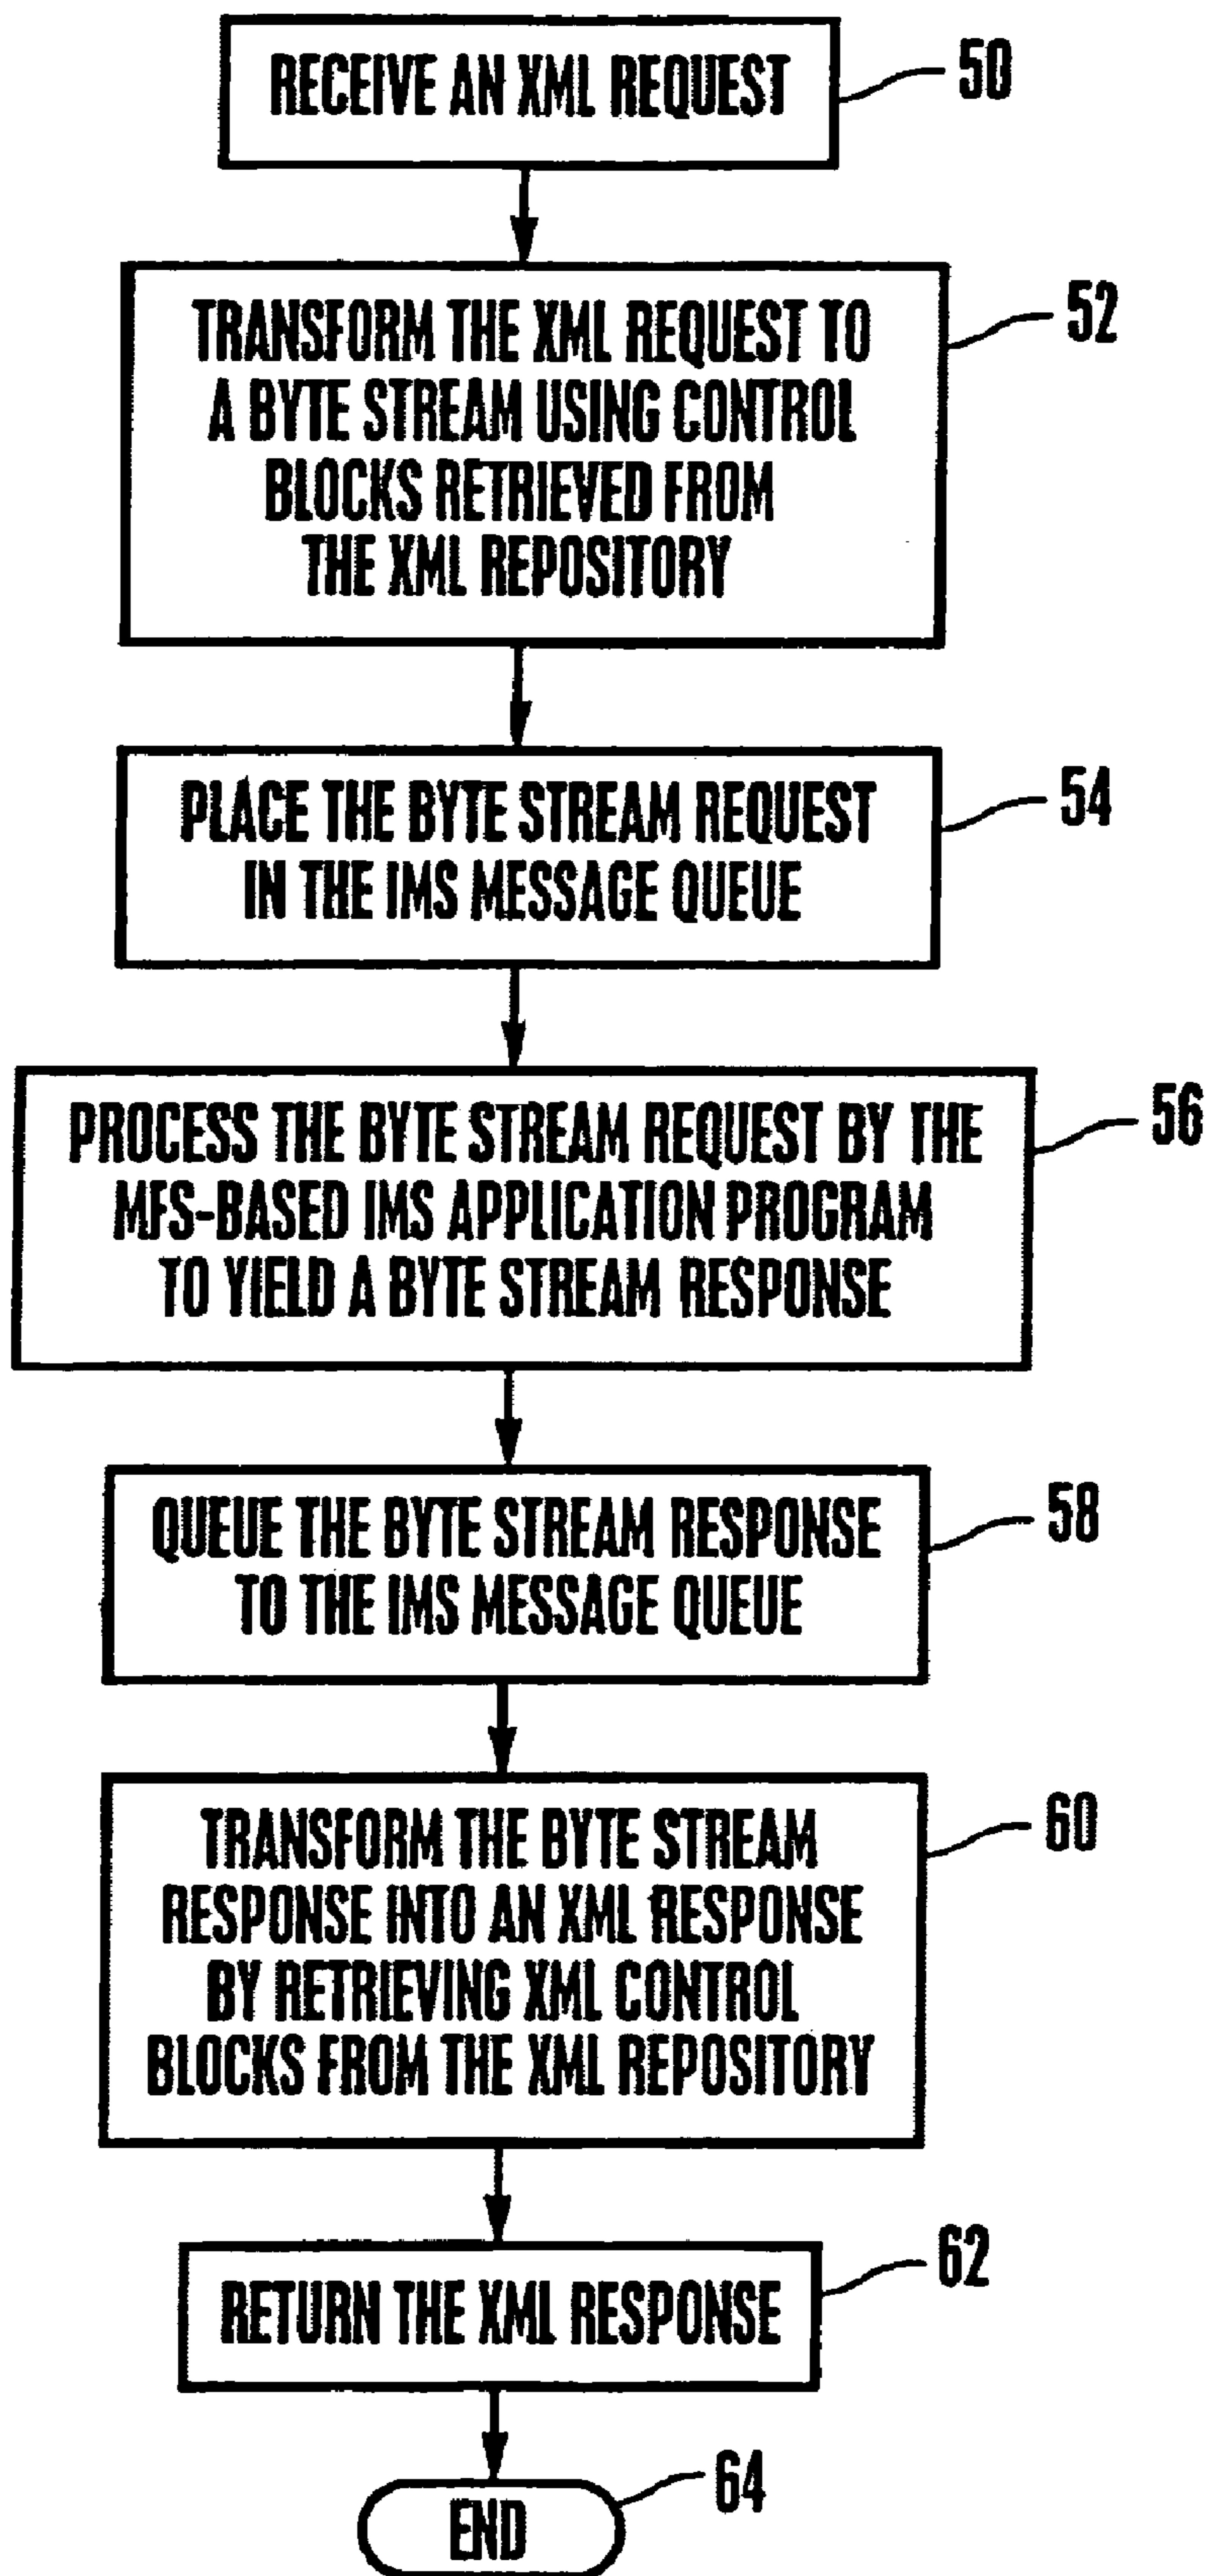 RECEIVE AN XML REQUEST
50
TRANSFORM THE XML REQUEST TO
A BYTE STREAM USING CONTROL
BLOCKS RETRIEVED FROM
THE XML REPOSITORY
52
PLACE THE BYTE STREAM REQUEST
IN THE IMS MESSAGE QUEUE
54
PROCESS THE BYTE STREAM REQUEST BY THE
MFS-BASED IMS APPLICATION PROGRAM
TO YIELD A BYTE STREAM RESPONSE
56
QUEUE THE BYTE STREAM RESPONSE
TO THE IMS MESSAGE QUEUE
58
TRANSFORM THE BYTE STREAM
RESPONSE INTO AN XML RESPONSE
BY RETRIEVING XML CONTROL
BLOCKS FROM THE XML REPOSITORY
60
RETURN THE XML RESPONSE
62
END
64